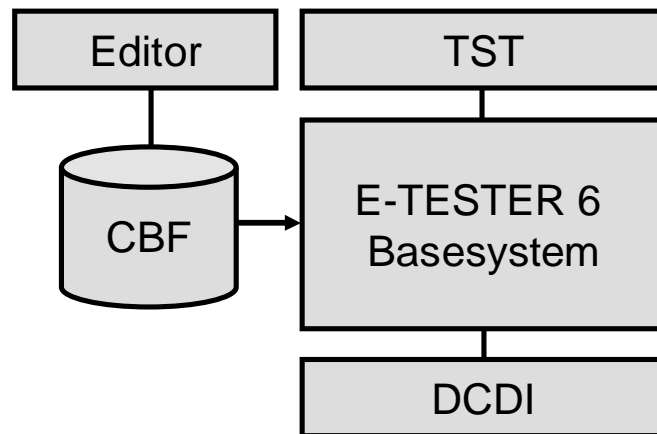 Editor
TST
CBF
E-TESTER 6
Basesystem
DCDI